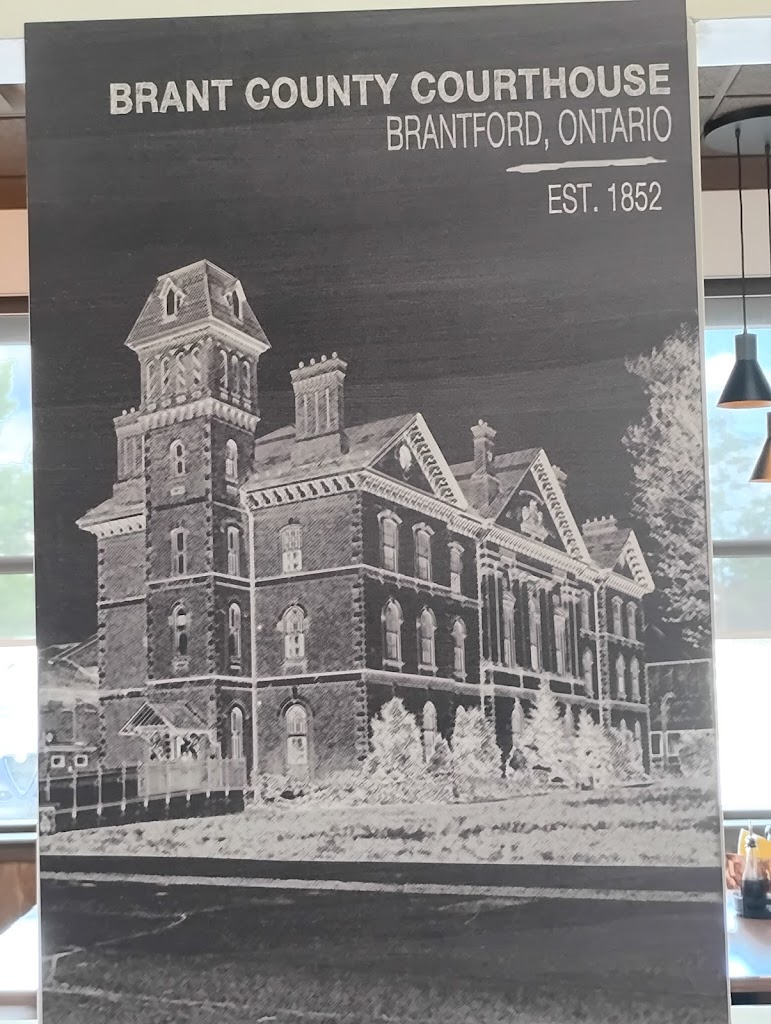 BRANT COUNTY COURTHOUSE
BRANTFORD, ONTARIO
EST. 1852